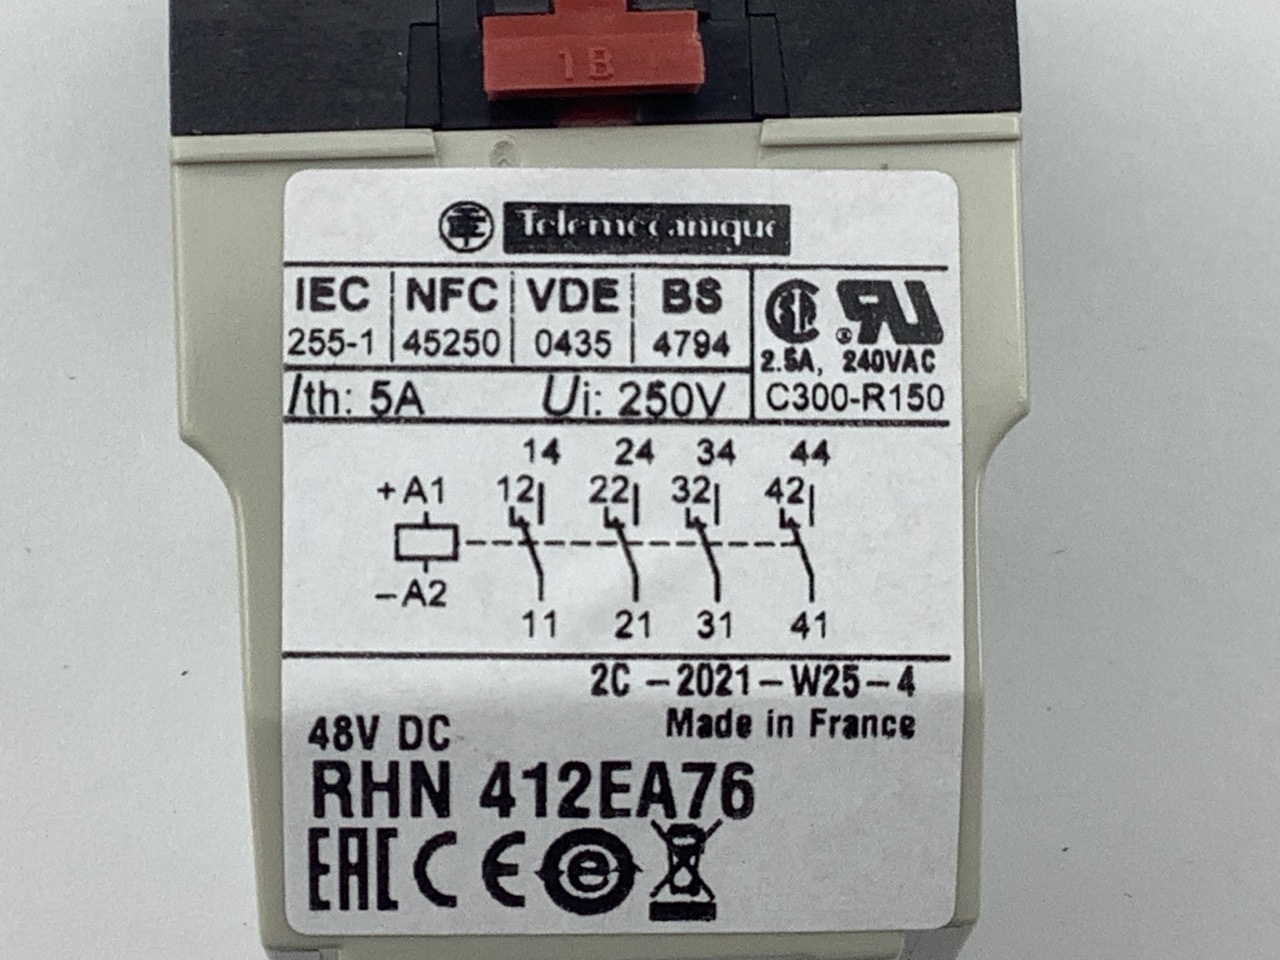 1B
Telemecanique
IEC NFC VDE BS
255-1 45250 0435 4794
2.5A, 240VAC
Ith: 5A Ui: 250V C300-R150
14 24 34 44
+A1 12 22 32 42
-A2
11 21 31 41
2C-2021-W25-4
Made in France
48V DC
RHN 412EA76
EAC CE e